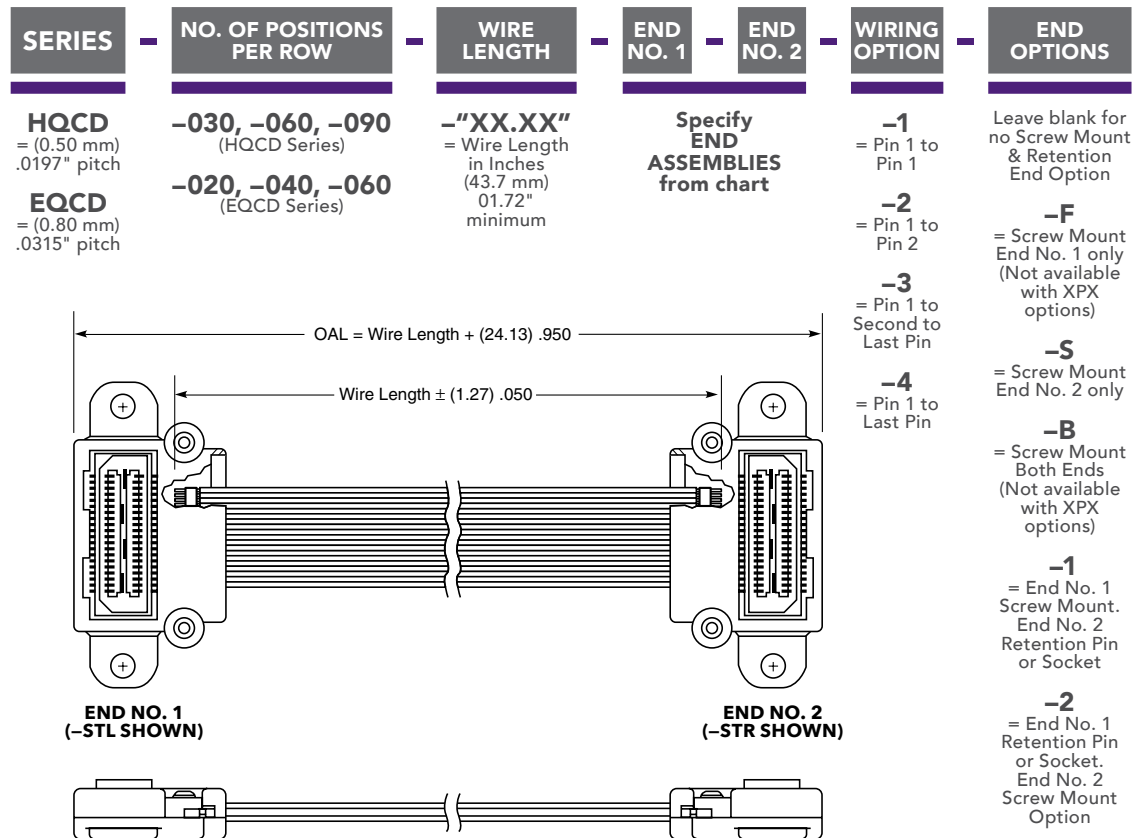 SERIES
–
NO. OF POSITIONS
PER ROW
–
WIRE
LENGTH
–
END
NO. 1
–
END
NO. 2
–
WIRING
OPTION
–
END
OPTIONS
HQCD
= (0.50 mm)
.0197" pitch
EQCD
= (0.80 mm)
.0315" pitch
–030, –060, –090
(HQCD Series)
–020, –040, –060
(EQCD Series)
–"XX.XX"
= Wire Length
in Inches
(43.7 mm)
01.72"
minimum
Specify
END
ASSEMBLIES
from chart
–1
= Pin 1 to
Pin 1
–2
= Pin 1 to
Pin 2
–3
= Pin 1 to
Second to
Last Pin
–4
= Pin 1 to
Last Pin
Leave blank for
no Screw Mount
& Retention
End Option
–F
= Screw Mount
End No. 1 only
(Not available
with XPX
options)
–S
= Screw Mount
End No. 2 only
–B
= Screw Mount
Both Ends
(Not available
with XPX
options)
–1
= End No. 1
Screw Mount.
End No. 2
Retention Pin
or Socket
–2
= End No. 1
Retention Pin
or Socket.
End No. 2
Screw Mount
Option
OAL = Wire Length + (24.13) .950
Wire Length ± (1.27) .050
END NO. 1
(–STL SHOWN)
END NO. 2
(–STR SHOWN)